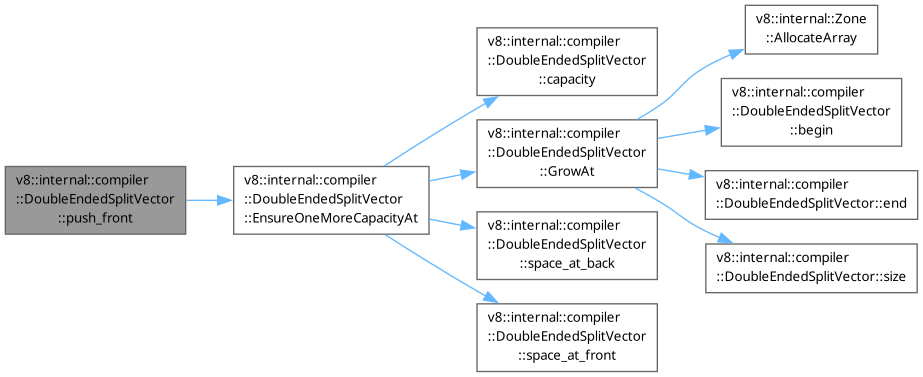 v8::internal::compiler
::DoubleEndedSplitVector
::push_front
v8::internal::compiler
::DoubleEndedSplitVector
::EnsureOneMoreCapacityAt
v8::internal::compiler
::DoubleEndedSplitVector
::capacity
v8::internal::compiler
::DoubleEndedSplitVector
::GrowAt
v8::internal::compiler
::DoubleEndedSplitVector
::space_at_back
v8::internal::compiler
::DoubleEndedSplitVector
::space_at_front
v8::internal::Zone
::AllocateArray
v8::internal::compiler
::DoubleEndedSplitVector
::begin
v8::internal::compiler
::DoubleEndedSplitVector::end
v8::internal::compiler
::DoubleEndedSplitVector::size